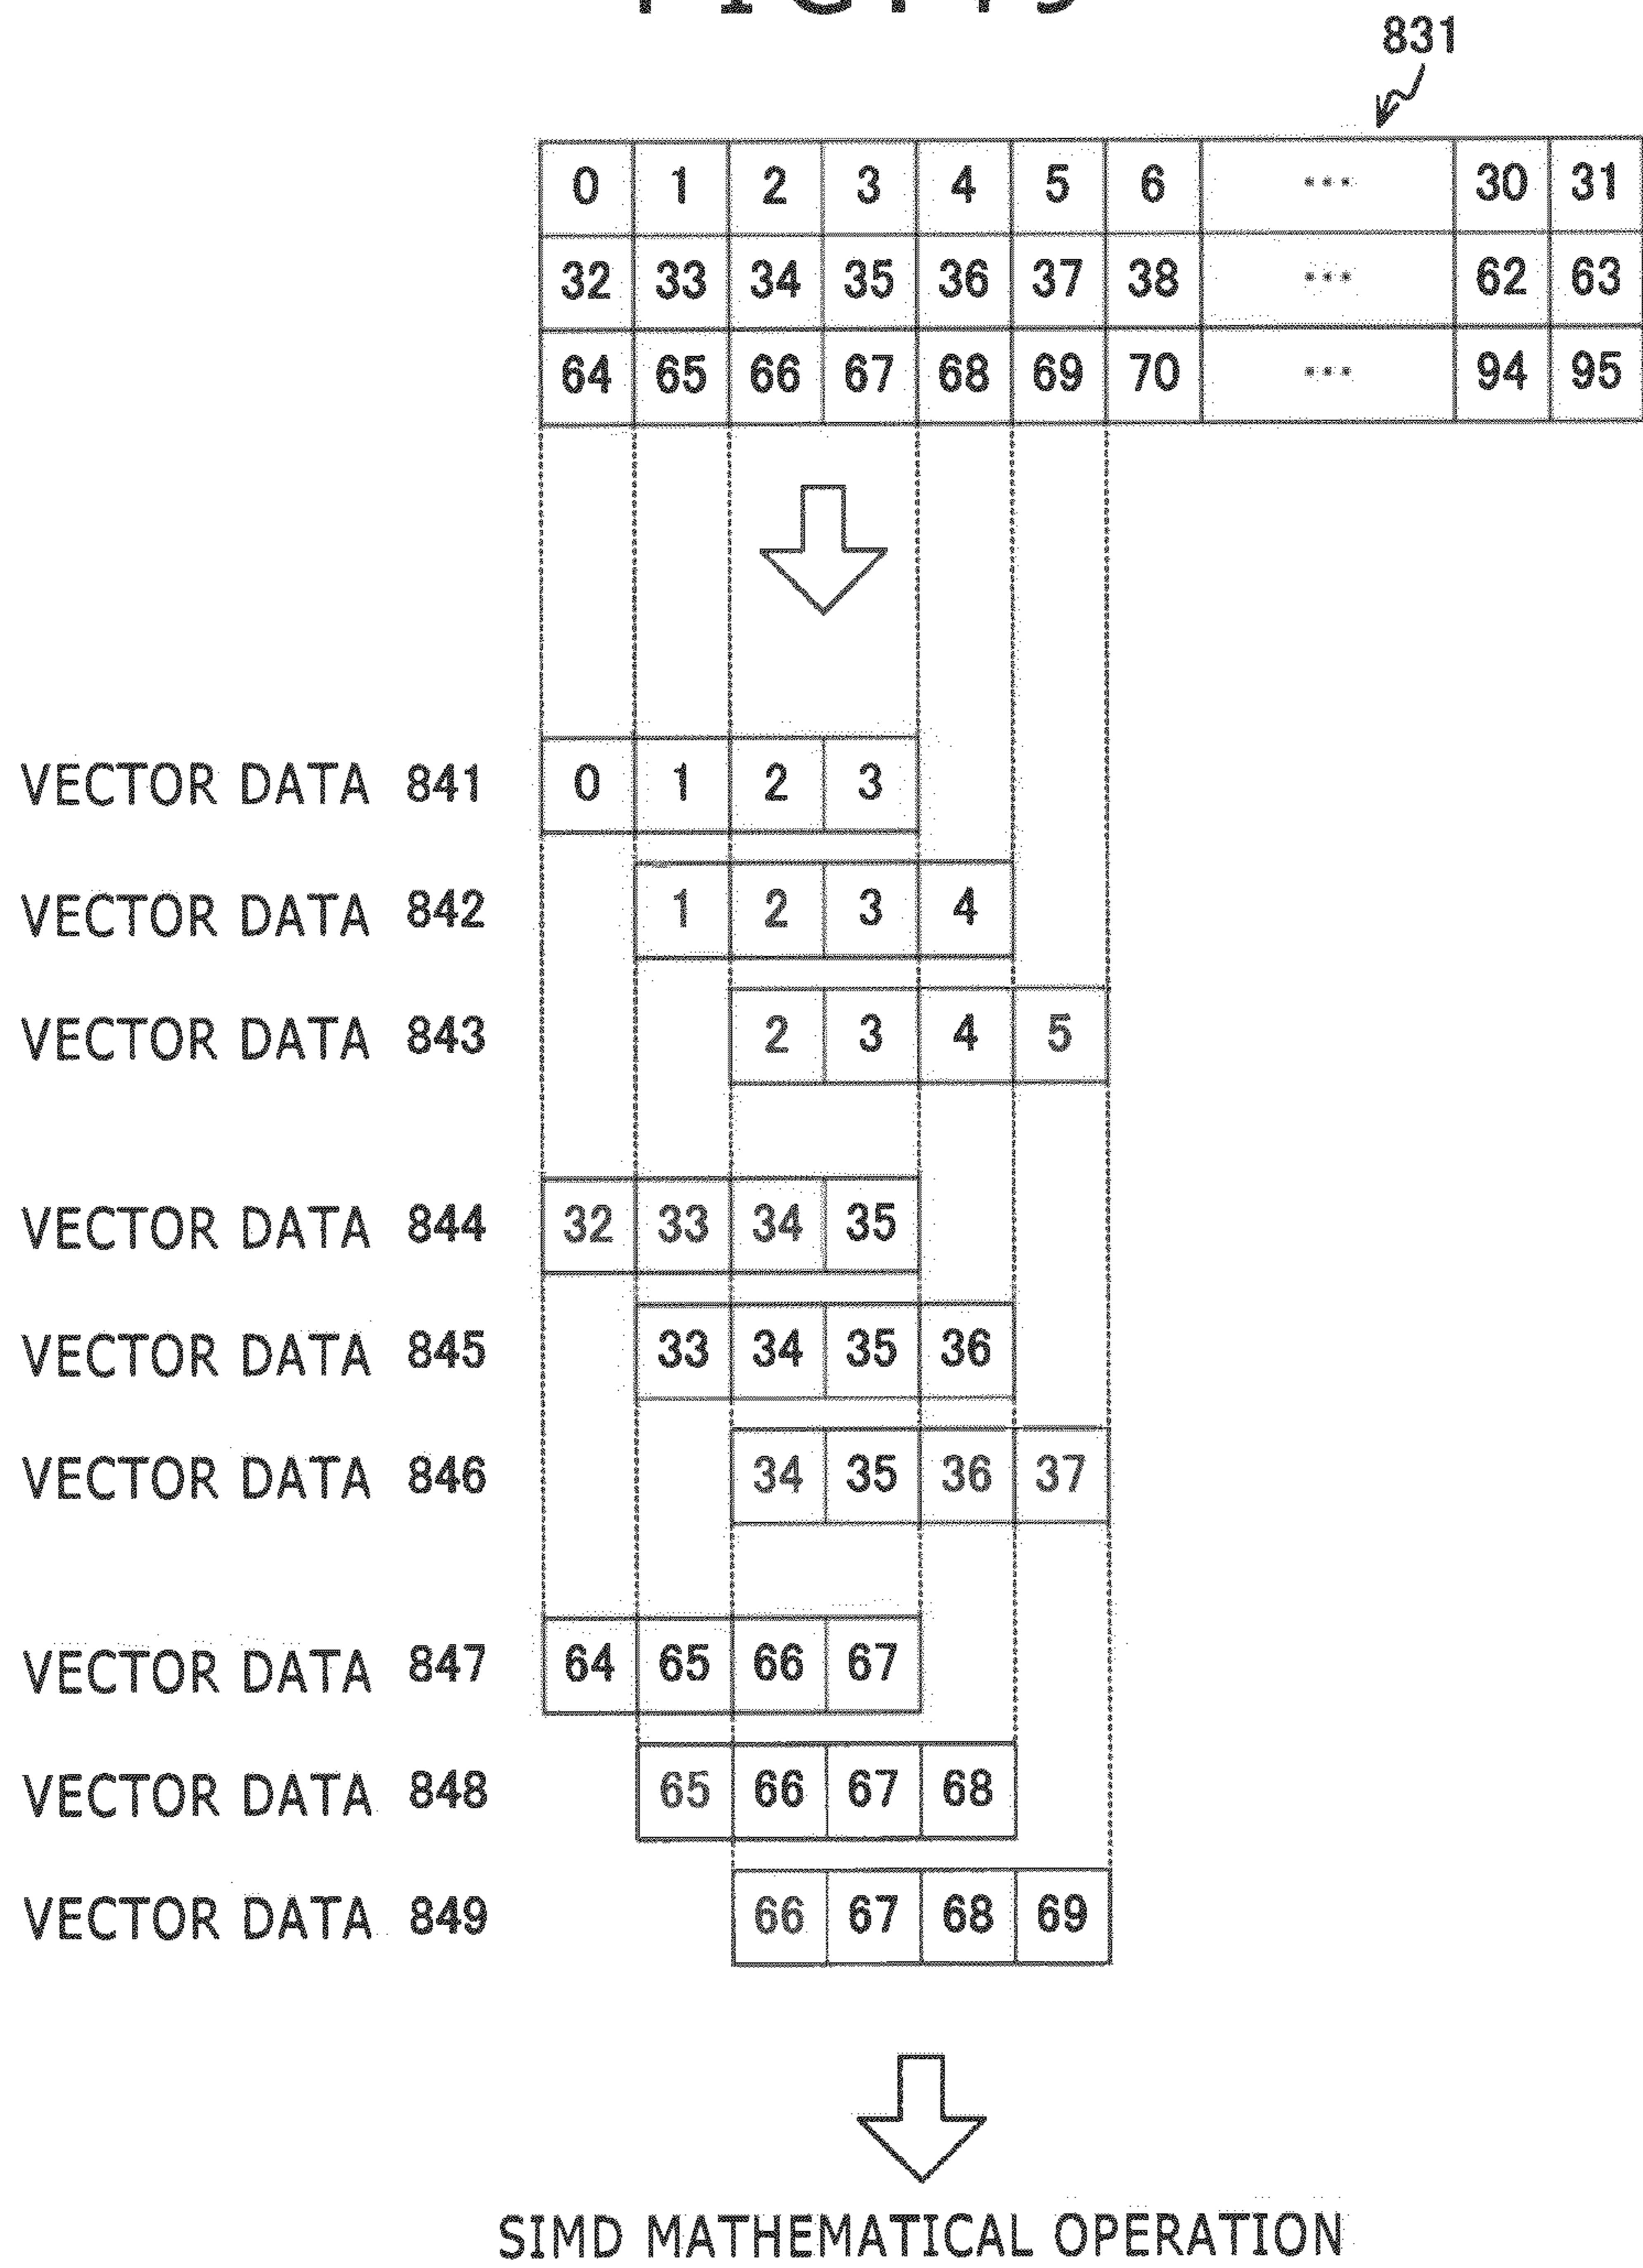 831
0 1 2 3 4 5 6 ... 30 31
32 33 34 35 36 37 38 ... 62 63
64 65 66 67 68 69 70 ... 94 95
VECTOR DATA 841 0 1 2 3
VECTOR DATA 842 1 2 3 4
VECTOR DATA 843 2 3 4 5
VECTOR DATA 844 32 33 34 35
VECTOR DATA 845 33 34 35 36
VECTOR DATA 846 34 35 36 37
VECTOR DATA 847 64 65 66 67
VECTOR DATA 848 65 66 67 68
VECTOR DATA 849 66 67 68 69
SIMD MATHEMATICAL OPERATION